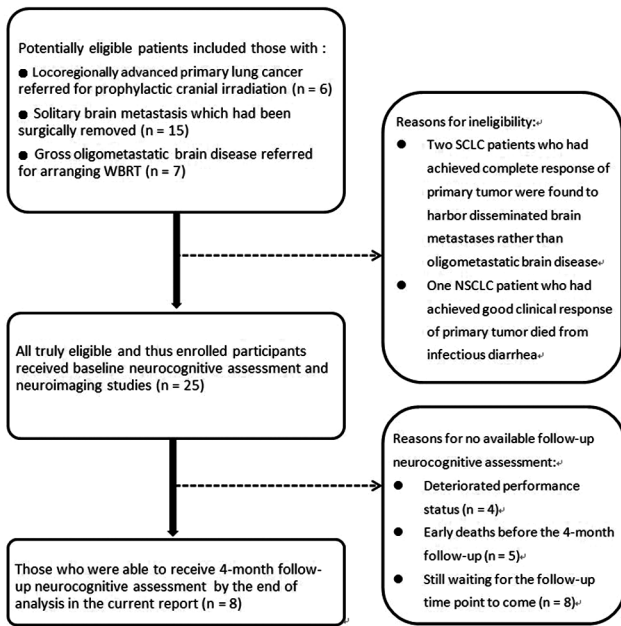 Potentially eligible patients included those with :
● Locoregionally advanced primary lung cancer
referred for prophylactic cranial irradiation (n = 6)
● Solitary brain metastasis which had been
surgically removed (n = 15)
● Gross oligometastatic brain disease referred
for arranging WBRT (n = 7)
Reasons for ineligibility:↵
● Two SCLC patients who had
achieved complete response of
primary tumor were found to
harbor disseminated brain
metastases rather than
oligometastatic brain disease↵
● One NSCLC patient who had
achieved good clinical response
of primary tumor died from
infectious diarrhea↵
All truly eligible and thus enrolled participants
received baseline neurocognitive assessment and
neuroimaging studies (n = 25)
Reasons for no available follow-up
neurocognitive assessment:↵
● Deteriorated performance
status (n = 4)↵
● Early deaths before the 4-month
follow-up (n = 5)↵
● Still waiting for the follow-up
time point to come (n = 8)↵
Those who were able to receive 4-month follow-
up neurocognitive assessment by the end of
analysis in the current report (n = 8)